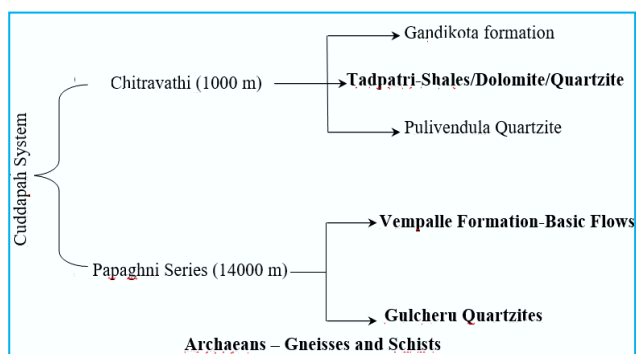 Gandikota formation
Chitravathi (1000 m)
Tadpatri-Shales/Dolomite/Quartzite
Pulivendula Quartzite
Cuddapah System
Vempalle Formation-Basic Flows
Papaghni Series (14000 m)
Gulcheru Quartzites
Archaeans – Gneisses and Schists